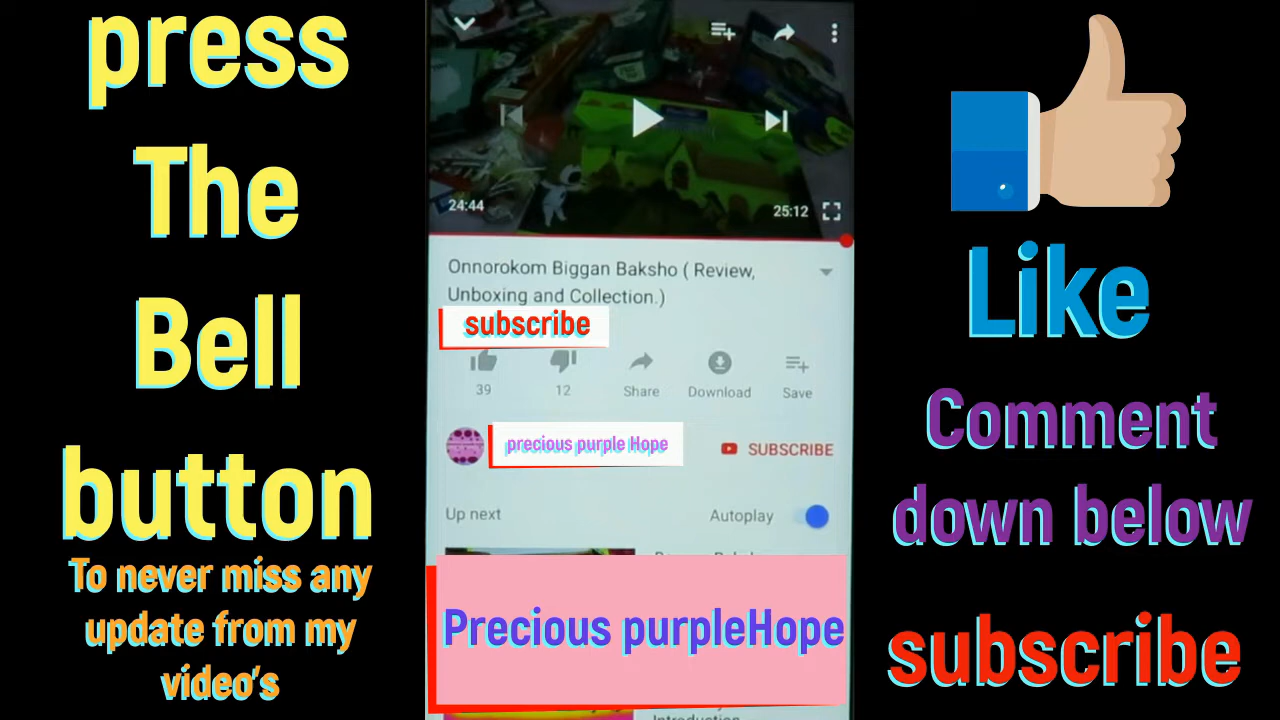 press
The
Bell
button
To never miss any
update from my
video's
24:44
25:12
Onnorokom Biggan Baksho ( Review,
Unboxing and Collection.)
subscribe
39
12
Share
Download
Save
precious purple Hope
SUBSCRIBE
Up next
Autoplay
Precious purpleHope
Introduction
Like
Comment
down below
subscribe